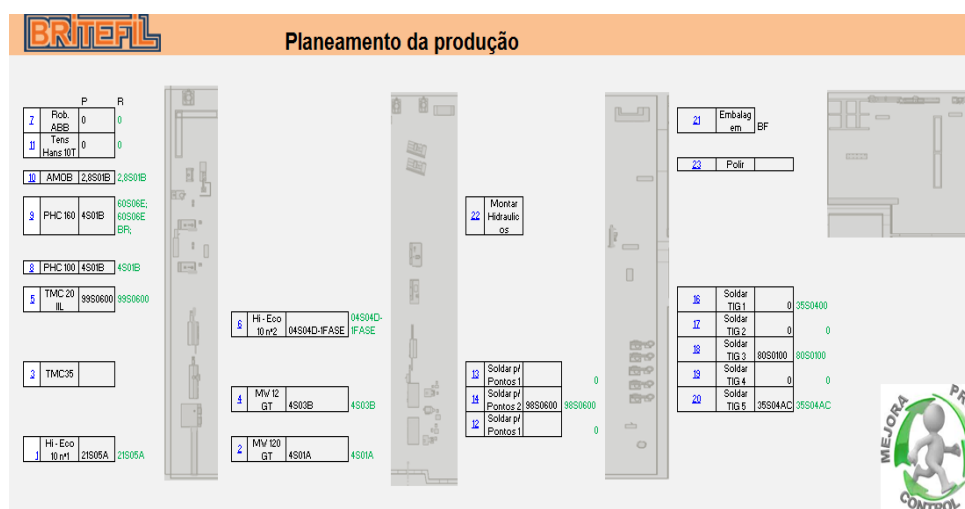 BRITEFIL
Planeamento da produção
P R
7 Rob. ABB 0 0
11 Tens Hans 10T 0 0
10 AMOB 2,8S01B 2,8S01B
9 PHC 160 4S01B 60S06E; 60S06E BR;
8 PHC 100 4S01B 4S01B
5 TMC 20 IIL 99S0600 99S0600
3 TMC35
1 Hi - Eco 10 nº1 21S05A 21S05A
6 Hi - Eco 10 nº2 04S04D-1FASE 04S04D-1FASE
4 MW 12 GT 4S03B 4S03B
2 MW 120 GT 4S01A 4S01A
22 Montar Hidraulicos
13 Soldar p/ Pontos 1 0
14 Soldar p/ Pontos 2 98S0600 98S0600
12 Soldar p/ Pontos 1 0
21 Embalagem BF
23 Polir
16 Soldar TIG 1 0 35S0400
17 Soldar TIG 2 0 0
18 Soldar TIG 3 80S0100 80S0100
19 Soldar TIG 4 0 0
20 Soldar TIG 5 35S04AC 35S04AC
MEJORA
PR
CONTROL